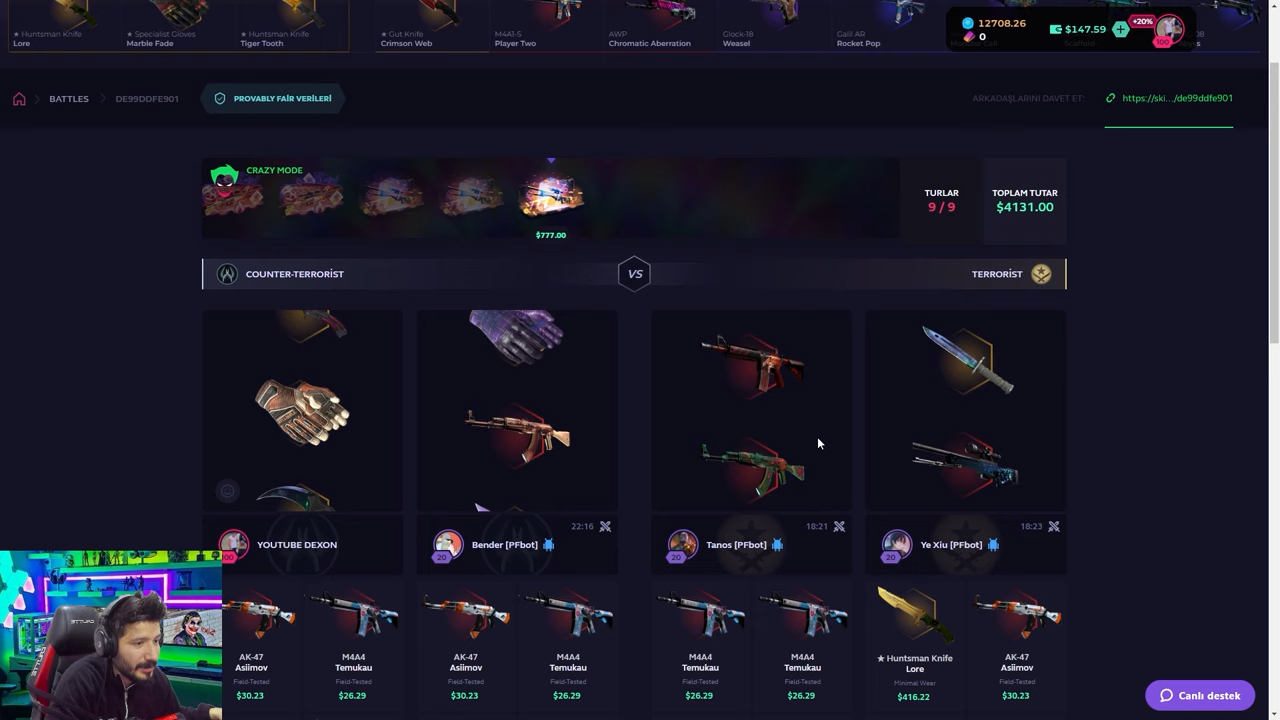 ★ Huntsman Knife
Lore
★ Specialist Gloves
Marble Fade
★ Huntsman Knife
Tiger Tooth
★ Gut Knife
Crimson Web
M4A1-S
Player Two
AWP
Chromatic Aberration
Glock-18
Weasel
Galil AR
Rocket Pop
12708.26
0
$147.59
+20%
100
BATTLES
DE99DDFE901
PROVABLY FAİR VERİLERİ
ARKADAŞLARINI DAVET ET:
https://ski.../de99ddfe901
CRAZY MODE
$777.00
TURLAR
9 / 9
TOPLAM TUTAR
$4131.00
COUNTER-TERRORİST
VS
TERRORİST
YOUTUBE DEXON
22:16
Bender [PFbot]
20
18:21
Tanos [PFbot]
20
18:23
Ye Xiu [PFbot]
20
AK-47
Asiimov
Field-Tested
$30.23
M4A4
Temukau
Field-Tested
$26.29
AK-47
Asiimov
Field-Tested
$30.23
M4A4
Temukau
Field-Tested
$26.29
M4A4
Temukau
Field-Tested
$26.29
M4A4
Temukau
Field-Tested
$26.29
★ Huntsman Knife
Lore
Minimal Wear
$416.22
AK-47
Asiimov
Field-Tested
$30.23
Canlı destek